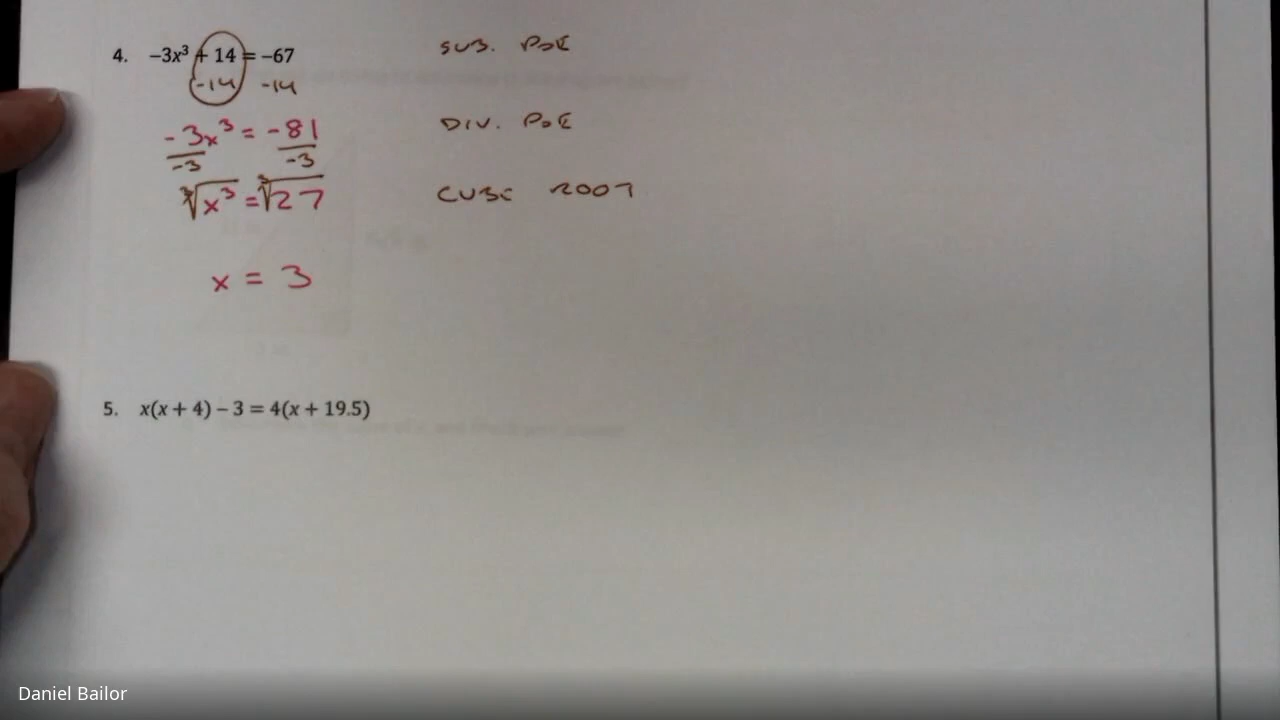 4. −3x³ + 14 = −67 SUB. PoE
-14 -14
-3x³ = -81 DIV. PoE
-3 -3
∛x³ = ∛27 CUBE ROOT
x = 3
5. x(x + 4) − 3 = 4(x + 19.5)
Daniel Bailor